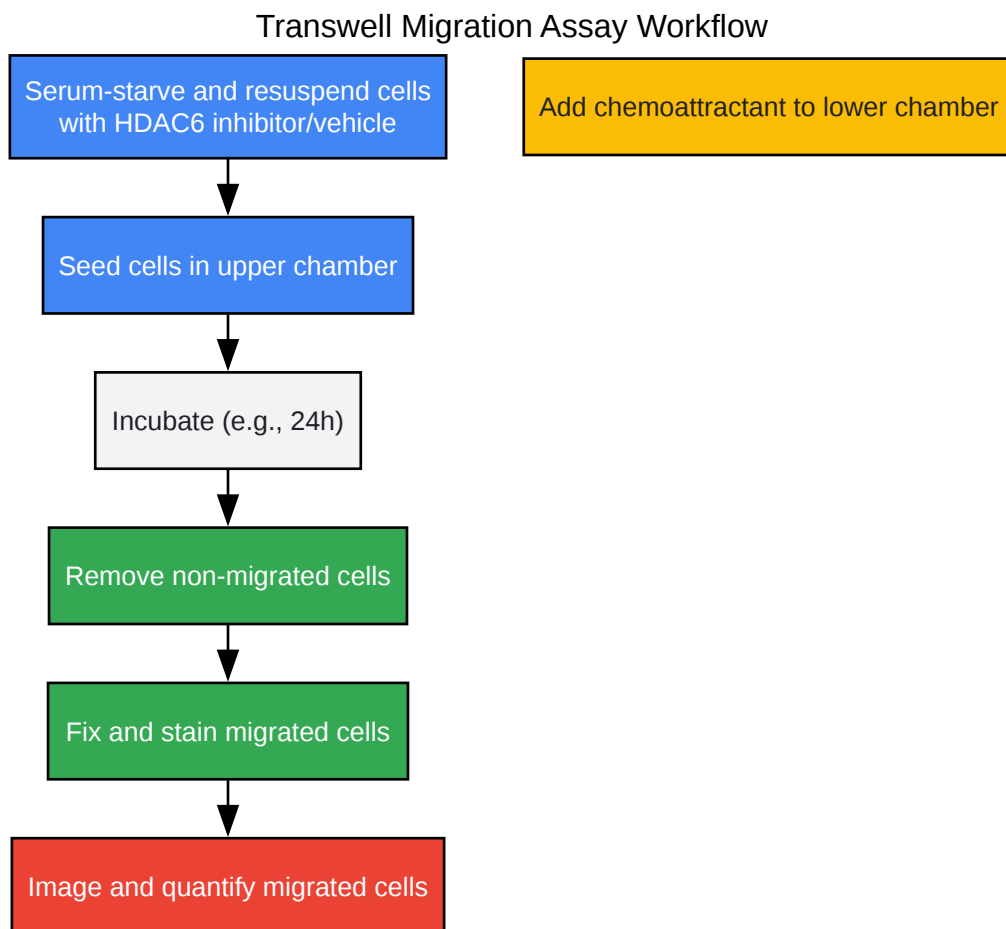 Transwell Migration Assay Workflow
Serum-starve and resuspend cells
with HDAC6 inhibitor/vehicle
Add chemoattractant to lower chamber
Seed cells in upper chamber
Incubate (e.g., 24h)
Remove non-migrated cells
Fix and stain migrated cells
Image and quantify migrated cells